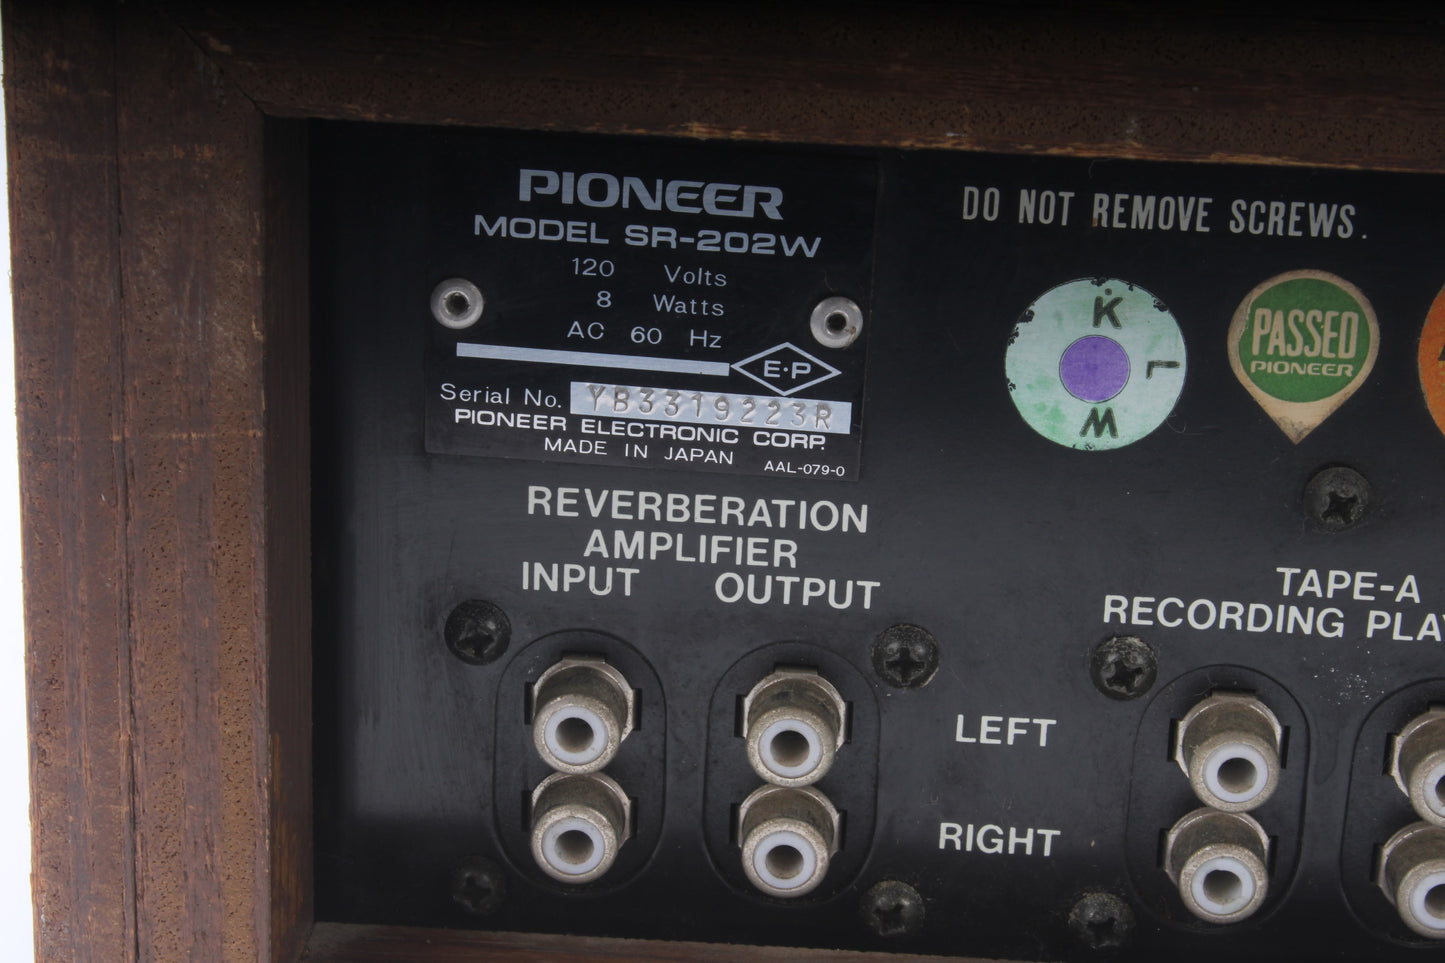 PIONEER
MODEL SR-202W
120 Volts
8 Watts
AC 60 Hz
E·P
Serial No. YB3319223R
PIONEER ELECTRONIC CORP.
MADE IN JAPAN AAL-079-0
DO NOT REMOVE SCREWS.
K
L
M
PASSED
PIONEER
REVERBERATION
AMPLIFIER
INPUT OUTPUT
TAPE-A
RECORDING
LEFT
RIGHT